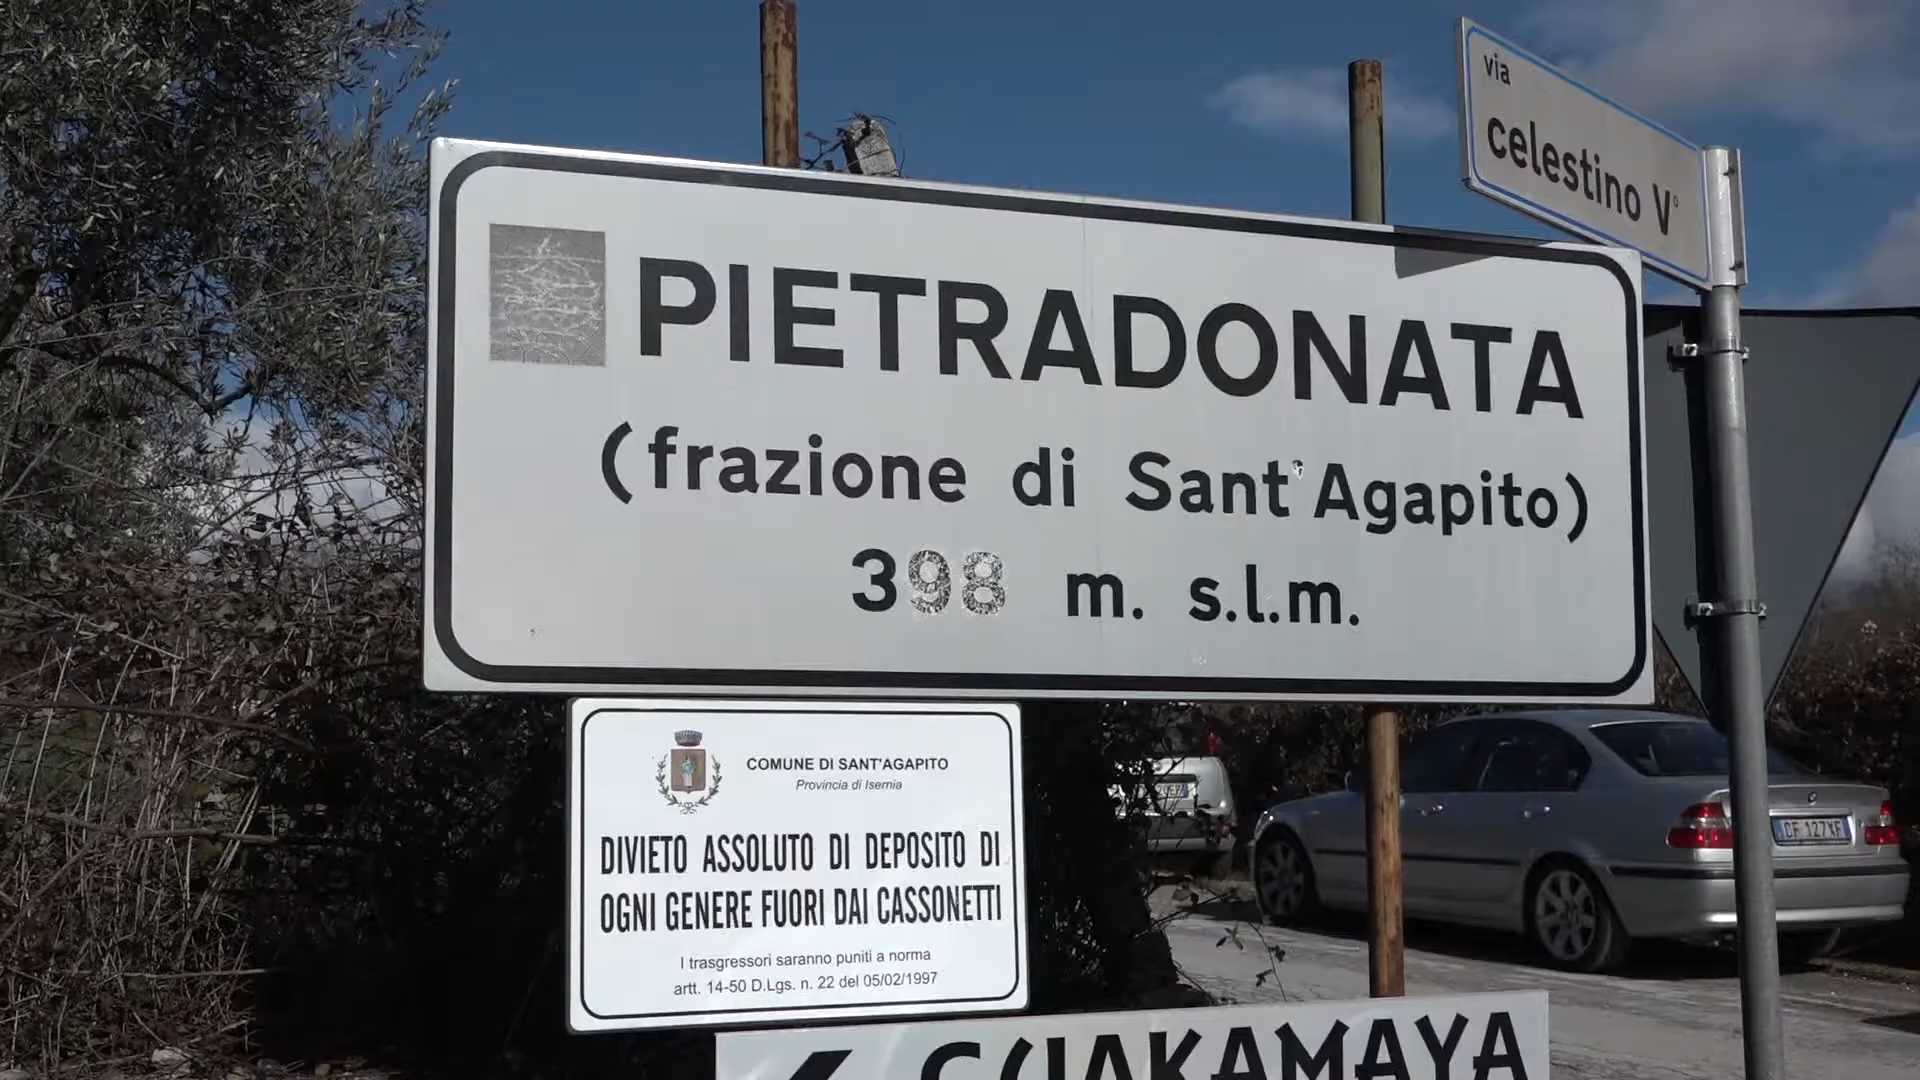 via
celestino V°
PIETRADONATA
(frazione di Sant'Agapito)
398 m. s.l.m.
COMUNE DI SANT'AGAPITO
Provincia di Isernia
DIVIETO ASSOLUTO DI DEPOSITO DI
OGNI GENERE FUORI DAI CASSONETTI
I trasgressori saranno puniti a norma
artt. 14-50 D.Lgs. n. 22 del 05/02/1997
GUAKAMAYA
CF 127XF